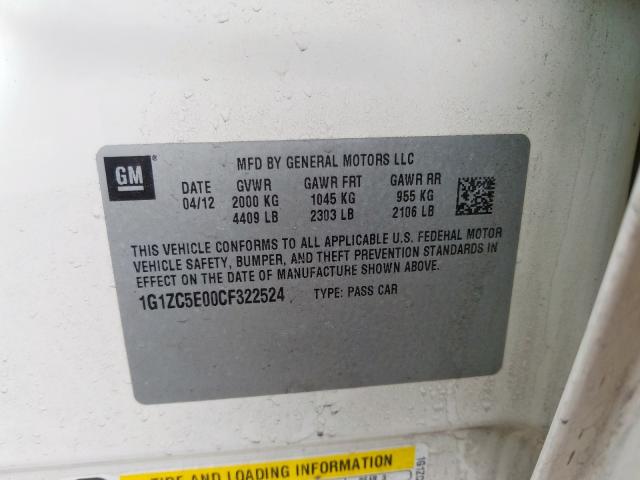 GM
MFD BY GENERAL MOTORS LLC
DATE GVWR GAWR FRT GAWR RR
04/12 2000 KG 1045 KG 955 KG
4409 LB 2303 LB 2106 LB
THIS VEHICLE CONFORMS TO ALL APPLICABLE U.S. FEDERAL MOTOR
VEHICLE SAFETY, BUMPER, AND THEFT PREVENTION STANDARDS IN
EFFECT ON THE DATE OF MANUFACTURE SHOWN ABOVE.
1G1ZC5E00CF322524 TYPE: PASS CAR
TIRE AND LOADING INFORMATION